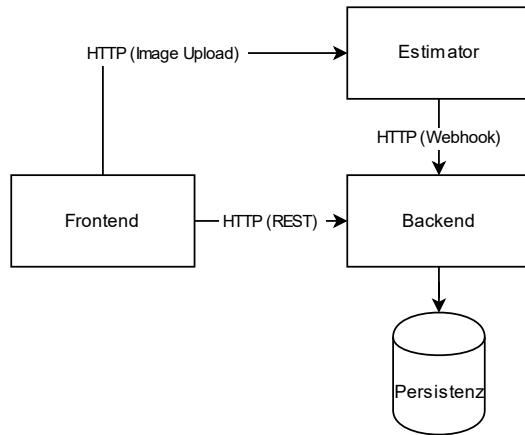 HTTP (Image Upload)
Estimator
HTTP (Webhook)
Frontend
HTTP (REST)
Backend
Persistenz